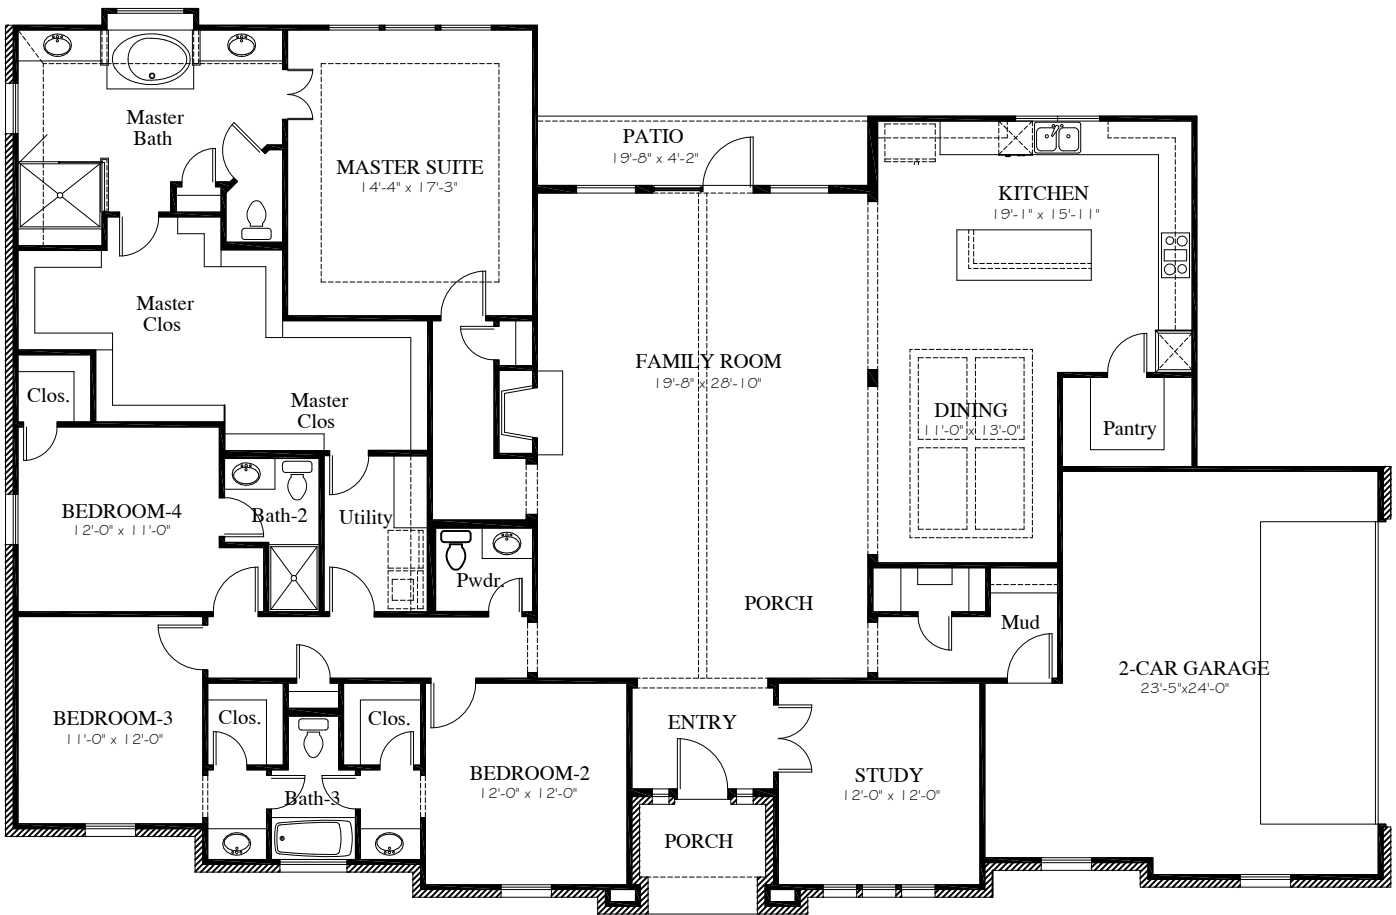 Master
Bath
MASTER SUITE
14'-4" x 17'-3"
PATIO
19'-8" x 4'-2"
KITCHEN
19'-1" x 15'-11"
Master
Clos
FAMILY ROOM
19'-8" x 28'-10"
Clos.
Master
Clos
DINING
11'-0" x 13'-0"
Pantry
BEDROOM-4
12'-0" x 11'-0"
Bath-2
Utility
Pwdr.
PORCH
Mud
2-CAR GARAGE
23'-5"x24'-0"
BEDROOM-3
11'-0" x 12'-0"
Clos.
Clos.
ENTRY
BEDROOM-2
12'-0" x 12'-0"
STUDY
12'-0" x 12'-0"
Bath-3
PORCH